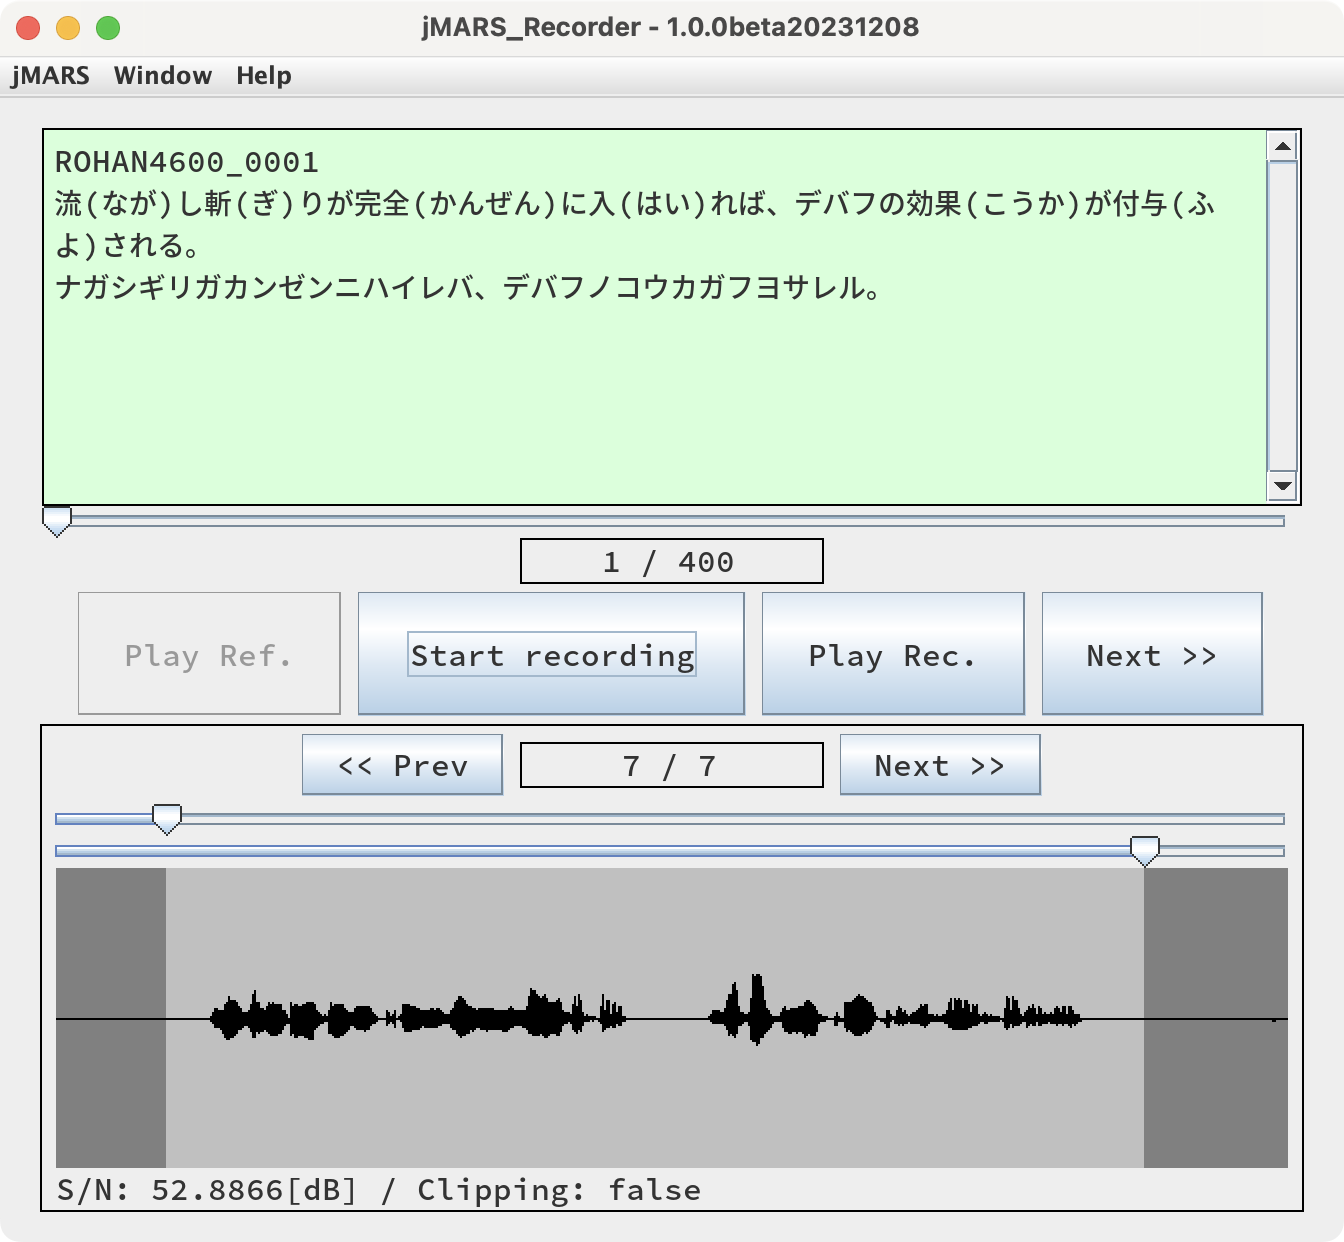 jMARS_Recorder - 1.0.0beta20231208
jMARS Window Help
ROHAN4600_0001
流(なが)し斬(ぎ)りが完全(かんぜん)に入(はい)れば、デバフの効果(こうか)が付与(ふ
よ)される。
ナガシギリガカンゼンニハイレバ、デバフノコウカガフヨサレル。
1 / 400
Play Ref. Start recording Play Rec. Next >>
<< Prev 7 / 7 Next >>
S/N: 52.8866[dB] / Clipping: false